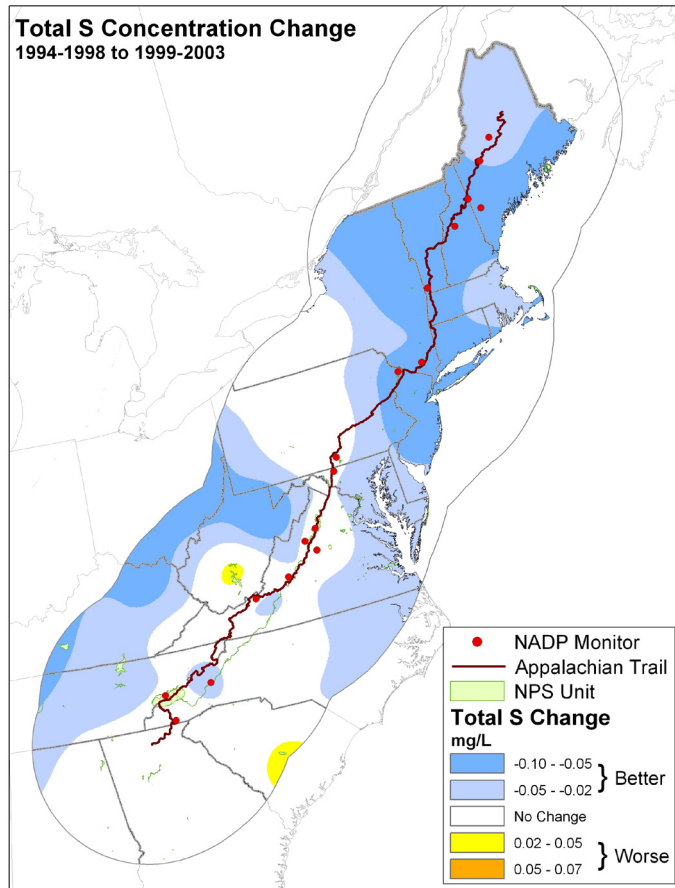 Total S Concentration Change
1994-1998 to 1999-2003
NADP Monitor
Appalachian Trail
NPS Unit
Total S Change
mg/L
-0.10 - -0.05
-0.05 - -0.02
} Better
No Change
0.02 - 0.05
0.05 - 0.07
} Worse